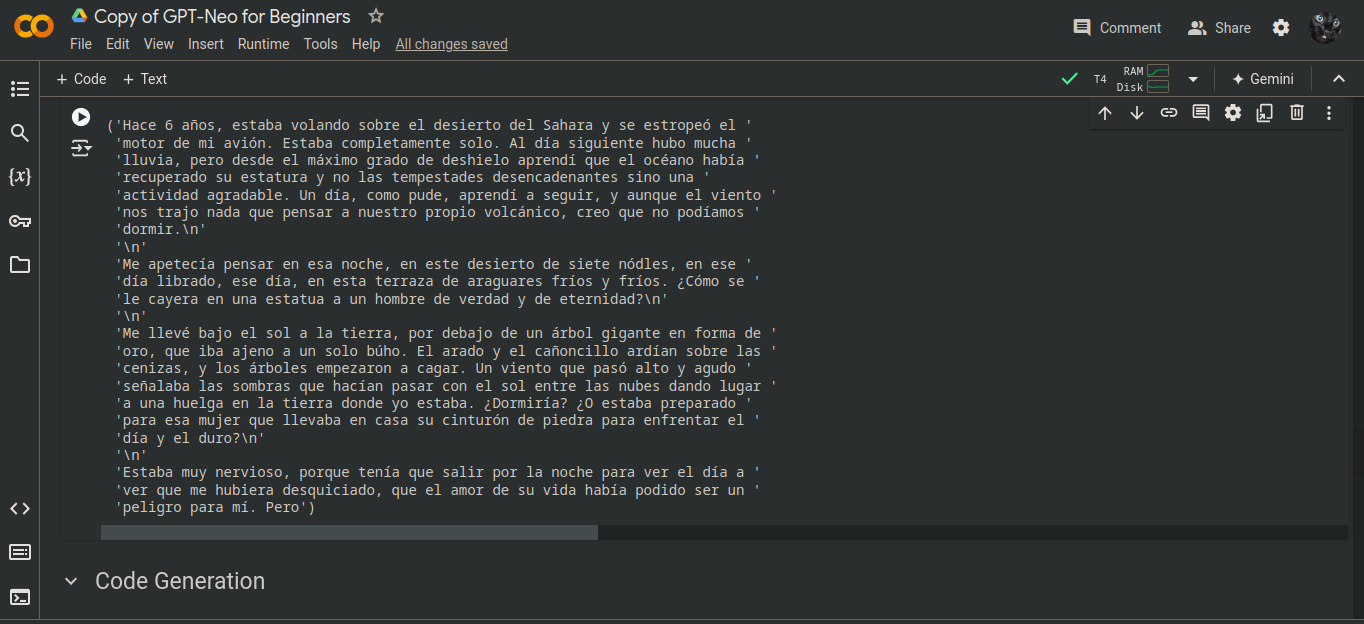 Copy of GPT-Neo for Beginners
File Edit View Insert Runtime Tools Help All changes saved
Comment
Share
+ Code + Text
T4
RAM
Disk
Gemini
{x}
('Hace 6 años, estaba volando sobre el desierto del Sahara y se estropeó el '
'motor de mi avión. Estaba completamente solo. Al día siguiente hubo mucha '
'lluvia, pero desde el máximo grado de deshielo aprendí que el océano había '
'recuperado su estatura y no las tempestades desencadenantes sino una '
'actividad agradable. Un día, como pude, aprendí a seguir, y aunque el viento '
'nos trajo nada que pensar a nuestro propio volcánico, creo que no podíamos '
'dormir.\n'
'\n'
'Me apetecía pensar en esa noche, en este desierto de siete nódles, en ese '
'día librado, ese día, en esta terraza de araguares fríos y fríos. ¿Cómo se '
'le cayera en una estatua a un hombre de verdad y de eternidad?\n'
'\n'
'Me llevé bajo el sol a la tierra, por debajo de un árbol gigante en forma de '
'oro, que iba ajeno a un solo búho. El arado y el cañoncillo ardían sobre las '
'cenizas, y los árboles empezaron a cagar. Un viento que pasó alto y agudo '
'señalaba las sombras que hacían pasar con el sol entre las nubes dando lugar '
'a una huelga en la tierra donde yo estaba. ¿Dormiría? ¿O estaba preparado '
'para esa mujer que llevaba en casa su cinturón de piedra para enfrentar el '
'día y el duro?\n'
'\n'
'Estaba muy nervioso, porque tenía que salir por la noche para ver el día a '
'ver que me hubiera desquiciado, que el amor de su vida había podido ser un '
'peligro para mí. Pero')
Code Generation